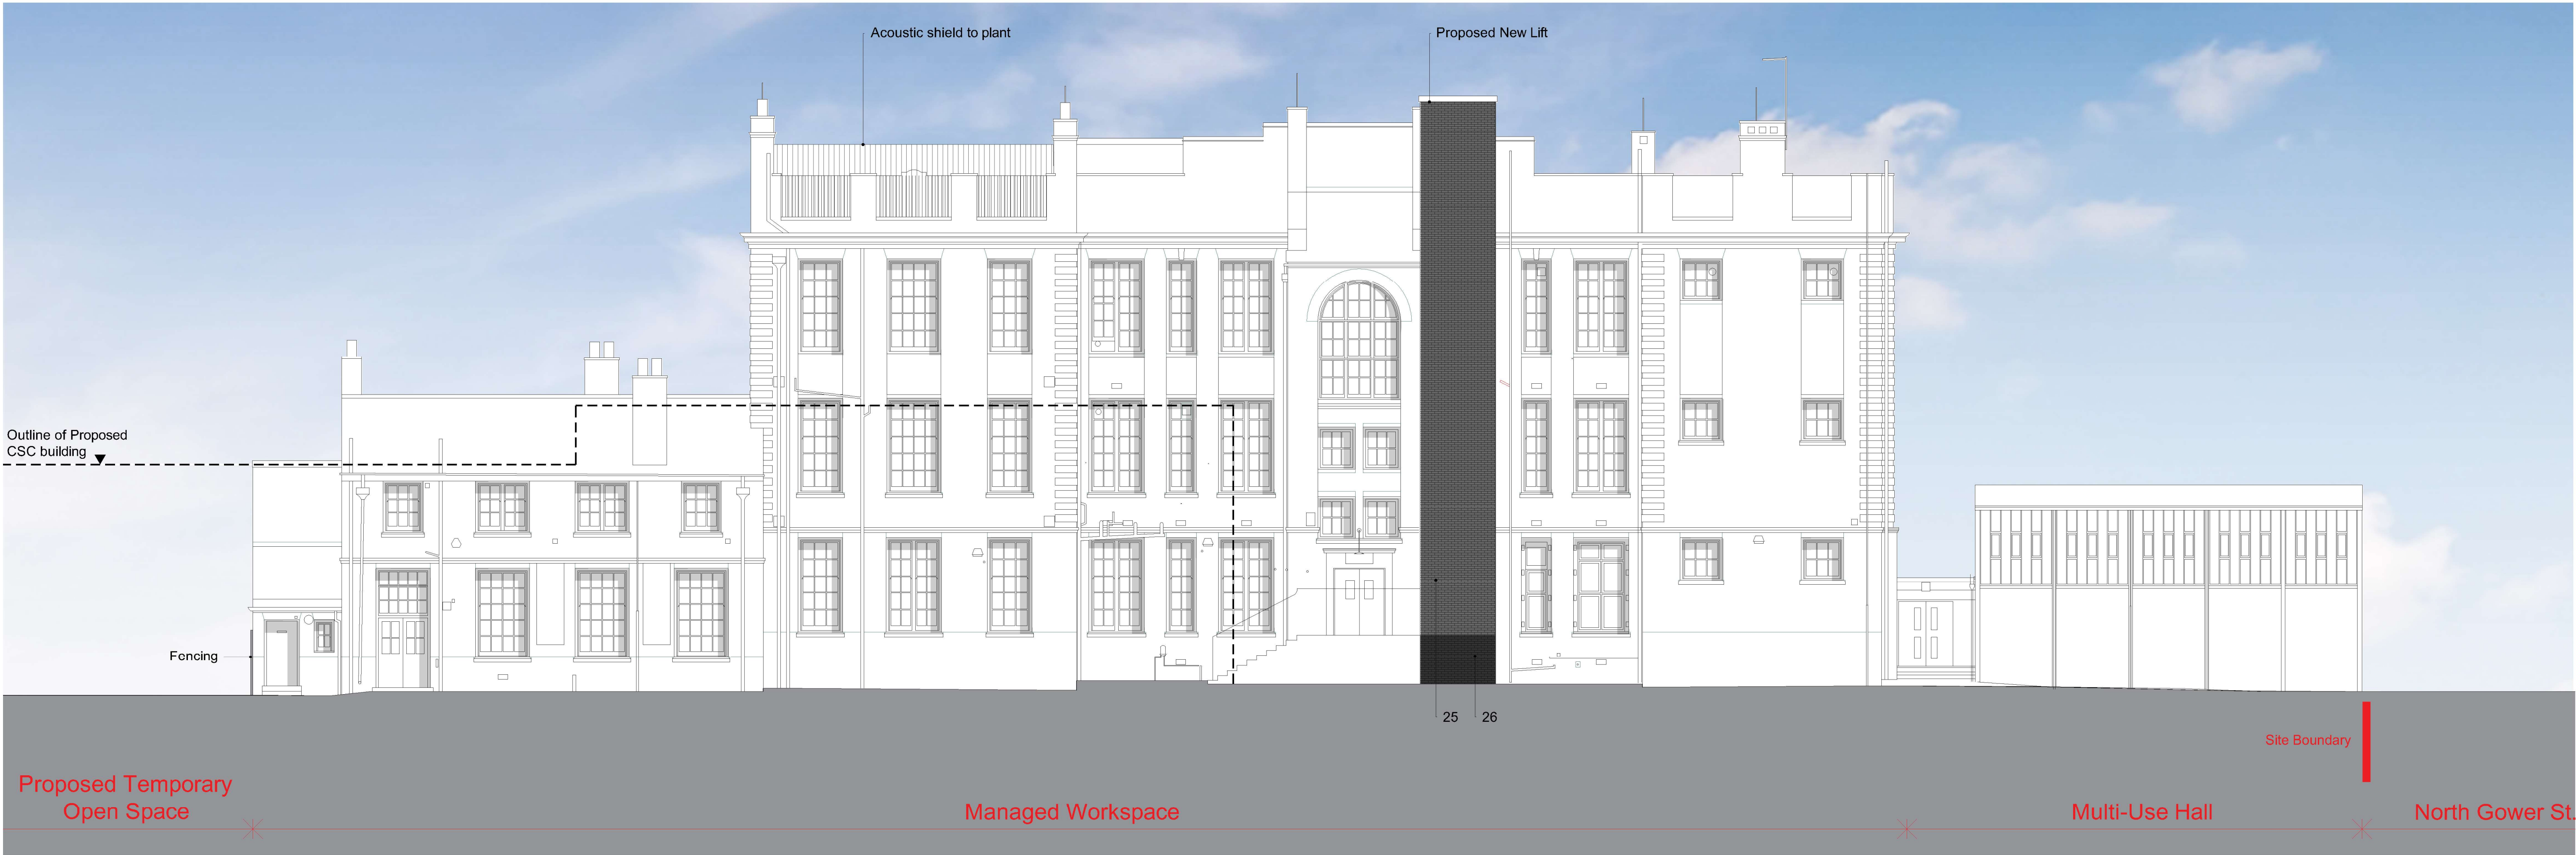 Acoustic shield to plant
Proposed New Lift
Outline of Proposed
CSC building
Fencing
25
26
Site Boundary
Proposed Temporary
Open Space
Managed Workspace
Multi-Use Hall
North Gower St.